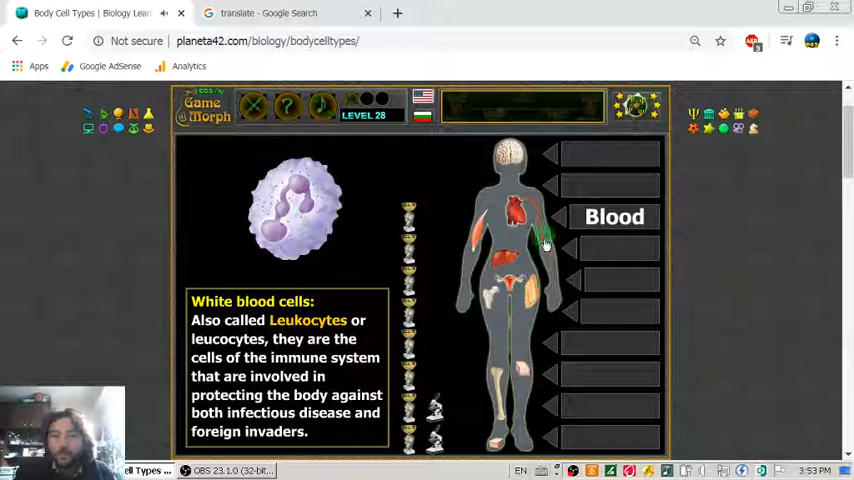 Body Cell Types | Biology Learn
translate - Google Search
Not secure
planeta42.com/biology/bodycelltypes/
Apps
Google AdSense
Analytics
Game
Morph
LEVEL 28
Blood
White blood cells:
Also called Leukocytes or
leucocytes, they are the
cells of the immune system
that are involved in
protecting the body against
both infectious disease and
foreign invaders.
Cell Types -
OBS 23.1.0 (32-bit...
EN
3:53 PM